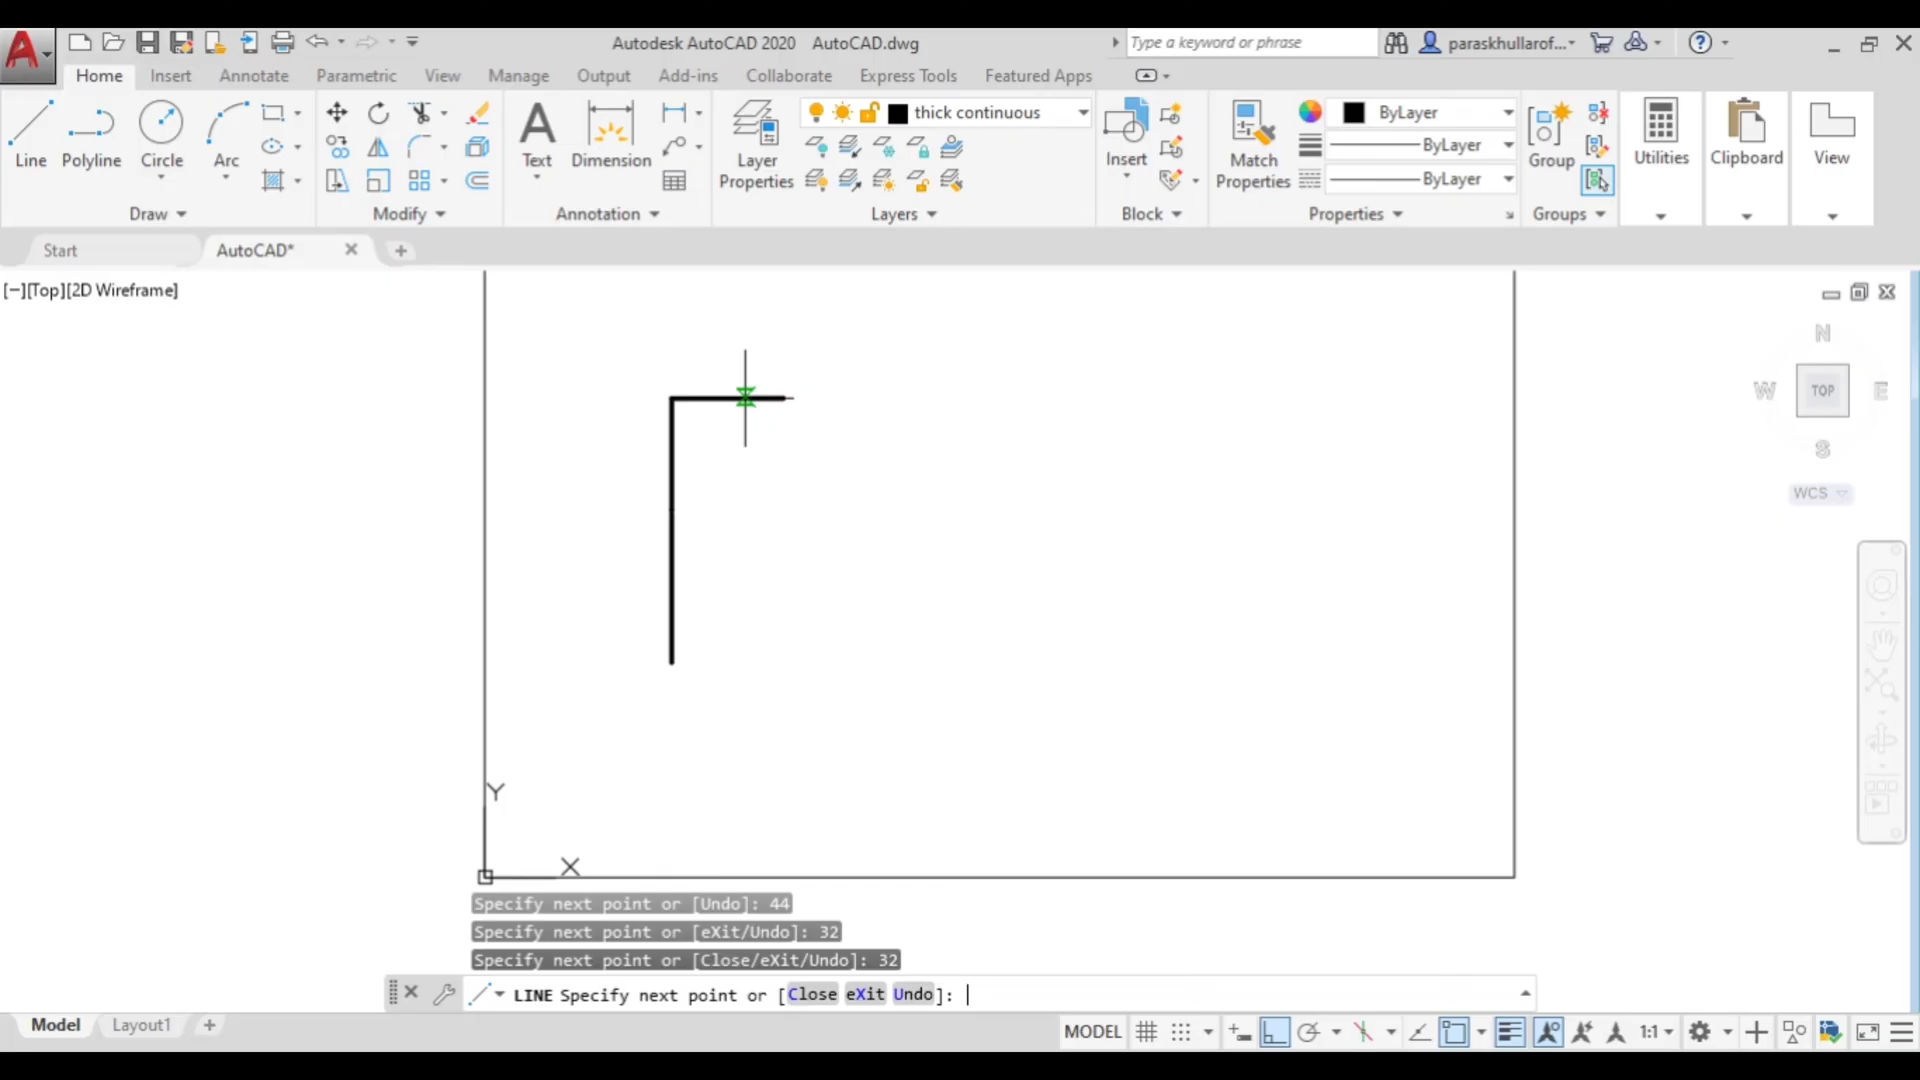 Autodesk AutoCAD 2020 AutoCAD.dwg
Type a keyword or phrase
paraskhullarof...
Home Insert Annotate Parametric View Manage Output Add-ins Collaborate Express Tools Featured Apps
thick continuous
ByLayer
ByLayer
ByLayer
Line Polyline Circle Arc
Text Dimension
Layer Properties
Insert
Match Properties
Group
Utilities
Clipboard
View
Draw Modify Annotation Layers Block Properties Groups
Start AutoCAD*
[−][Top][2D Wireframe]
N
W TOP E
S
WCS
Y
X
Specify next point or [Undo]: 44
Specify next point or [eXit/Undo]: 32
Specify next point or [Close/eXit/Undo]: 32
LINE Specify next point or [Close eXit Undo]:
Model Layout1
MODEL 1:1